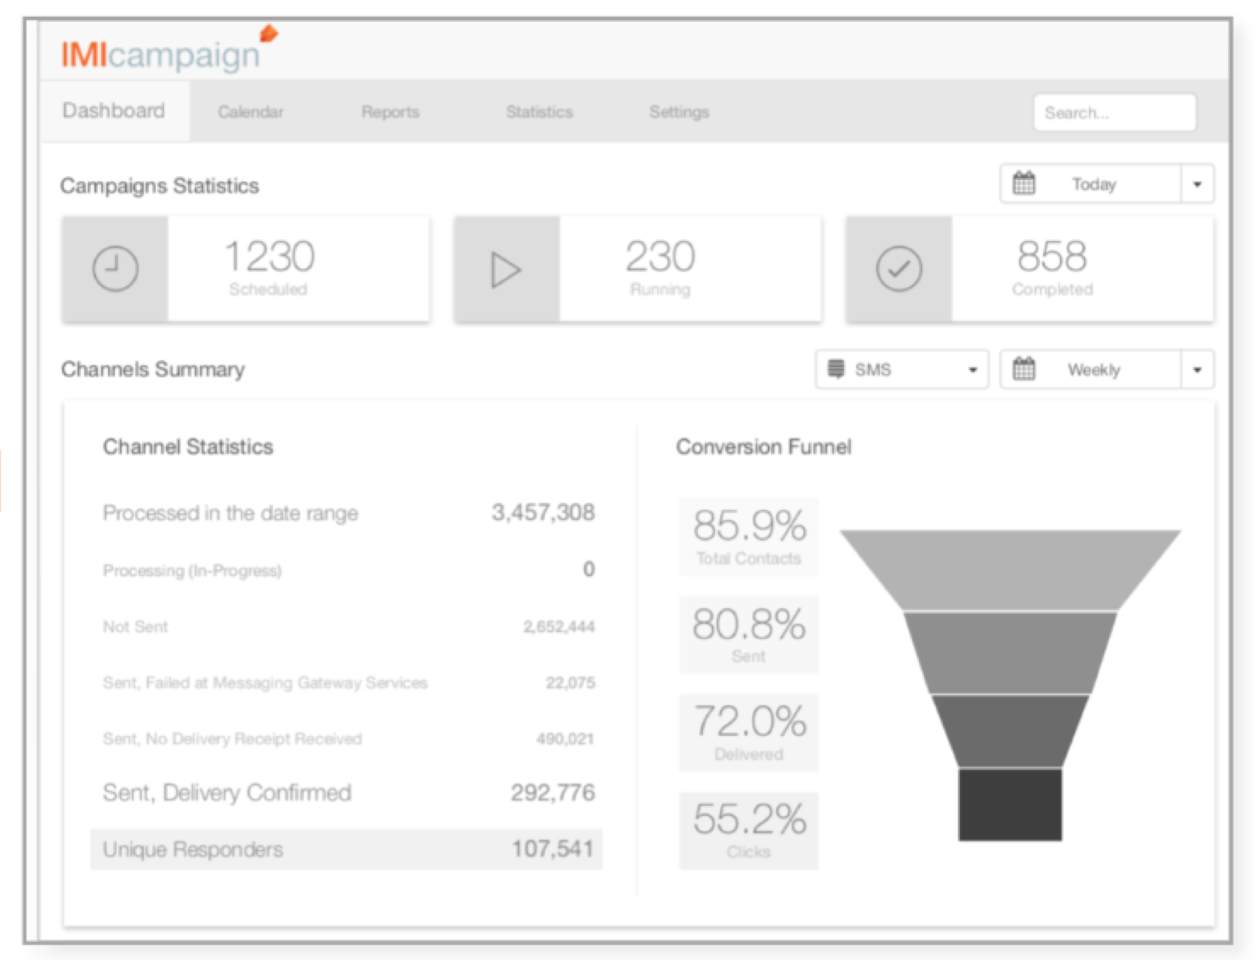 IMIcampaign
Dashboard Calendar Reports Statistics Settings Search...
Campaigns Statistics Today
1230 230 858
Scheduled Running Completed
Channels Summary SMS Weekly
Channel Statistics
Processed in the date range 3,457,308
Processing (In-Progress) 0
Not Sent 2,652,444
Sent, Failed at Messaging Gateway Services 22,075
Sent, No Delivery Receipt Received 490,021
Sent, Delivery Confirmed 292,776
Unique Responders 107,541
Conversion Funnel
85.9%
Total Contacts
80.8%
Sent
72.0%
Delivered
55.2%
Clicks